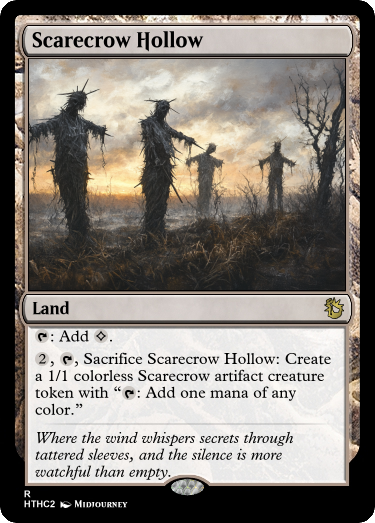 Scarecrow Hollow
Land
: Add .
2, , Sacrifice Scarecrow Hollow: Create
a 1/1 colorless Scarecrow artifact creature
token with “: Add one mana of any
color.”
Where the wind whispers secrets through
tattered sleeves, and the silence is more
watchful than empty.
R
HTHC2 Midjourney